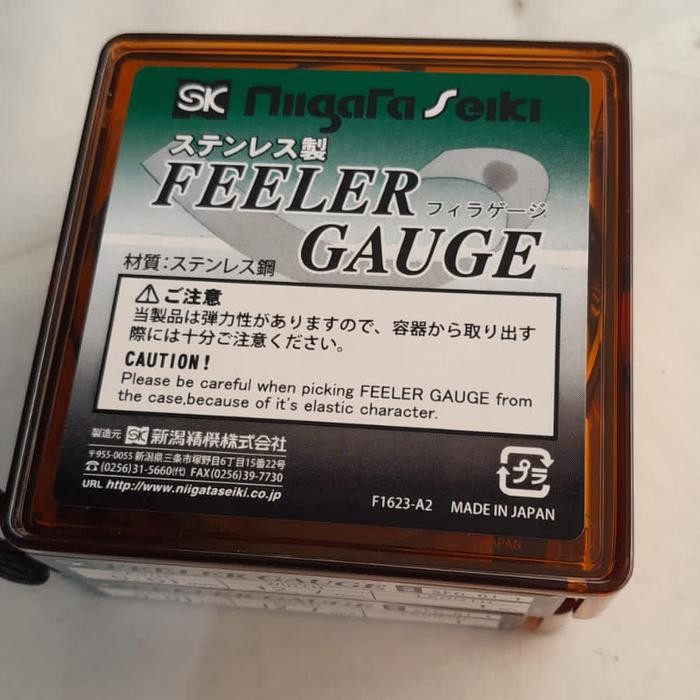 SK Niigata Seiki
ステンレス製
FEELER フィラゲージ
GAUGE
材質：ステンレス鋼
⚠ご注意
当製品は弾力性がありますので、容器から取り出す
際には十分ご注意ください。
CAUTION!
Please be careful when picking FEELER GAUGE from
the case,because of it's elastic character.
製造元 SK 新潟精機株式会社
〒955-0055 新潟県三条市塚野目6丁目15番22号
☎(0256)31-5660(代) FAX(0256)39-7730
URL http://www.niigataseiki.co.jp
プラ
F1623-A2 MADE IN JAPAN
JAPAN
FEELER GAUGE